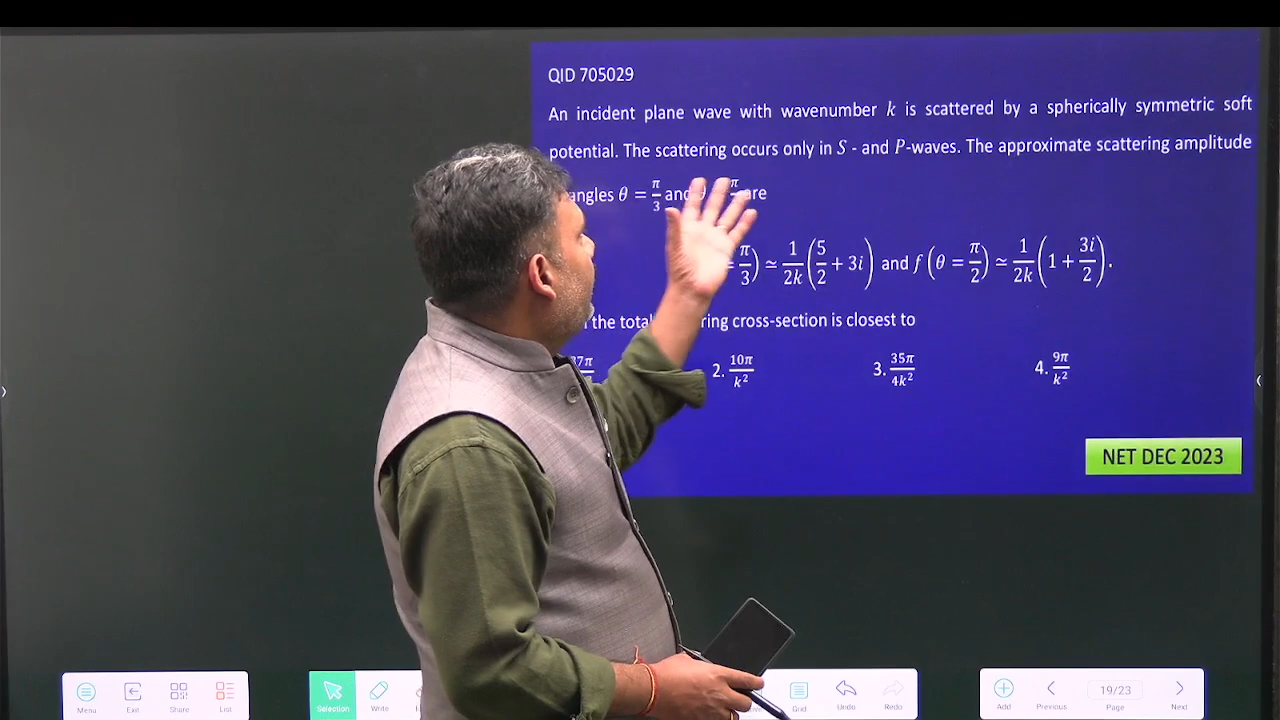 QID 705029
An incident plane wave with wavenumber k is scattered by a spherically symmetric soft
potential. The scattering occurs only in S - and P-waves. The approximate scattering amplitude
angles θ = π/3 and π are
π/3) ≃ 1/2k (5/2 + 3i) and f (θ = π/2) ≃ 1/2k (1 + 3i/2).
the total ring cross-section is closest to
37π 2. 10π/k² 3. 35π/4k² 4. 9π/k²
NET DEC 2023
Menu Exit Share List Selection Write Grid Undo Redo Add Previous 19/23 Page Next